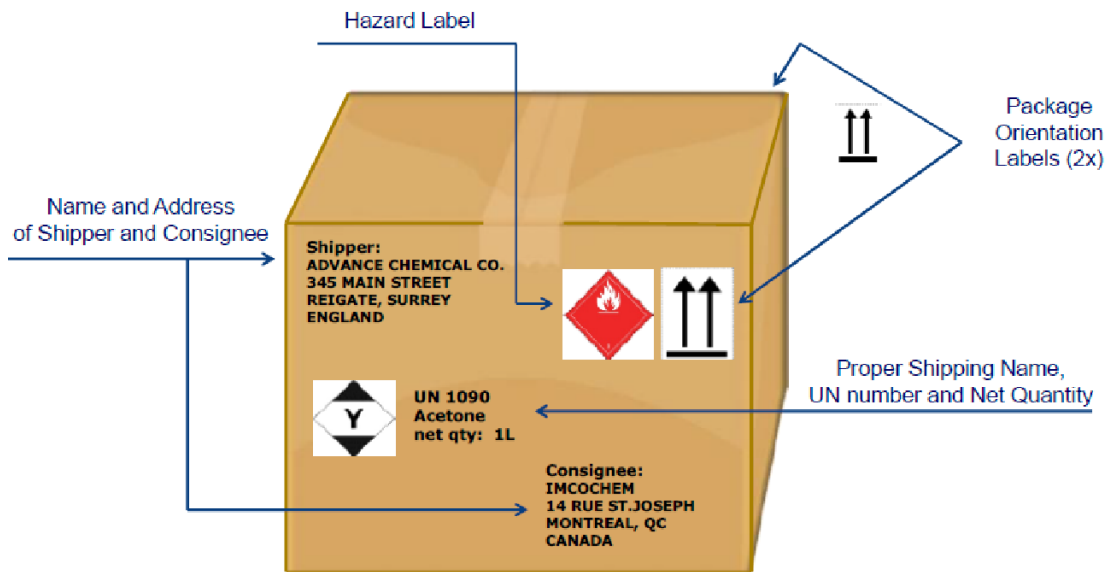 Hazard Label
Package
Orientation
Labels (2x)
Name and Address
of Shipper and Consignee
Shipper:
ADVANCE CHEMICAL CO.
345 MAIN STREET
REIGATE, SURREY
ENGLAND
Proper Shipping Name,
UN number and Net Quantity
Y
UN 1090
Acetone
net qty: 1L
Consignee:
IMCOCHEM
14 RUE ST.JOSEPH
MONTREAL, QC
CANADA